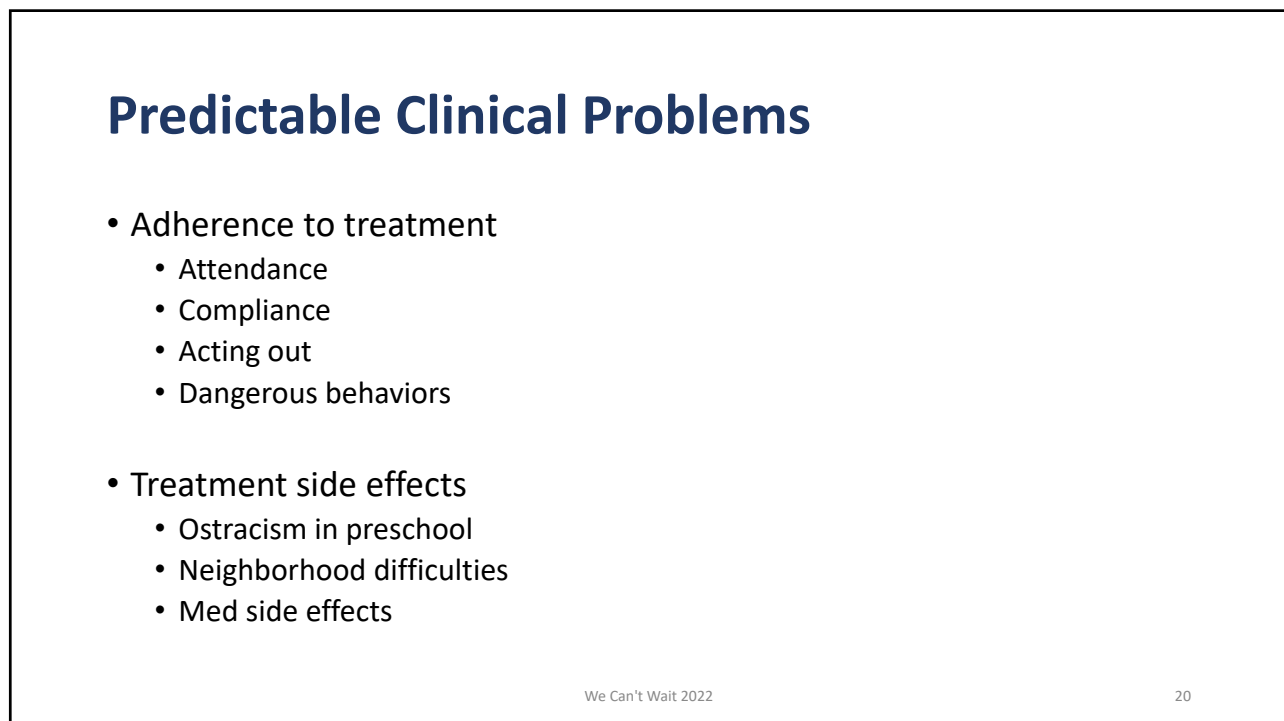 Predictable Clinical Problems
• Adherence to treatment
• Attendance
• Compliance
• Acting out
• Dangerous behaviors
• Treatment side effects
• Ostracism in preschool
• Neighborhood difficulties
• Med side effects
We Can't Wait 2022
20